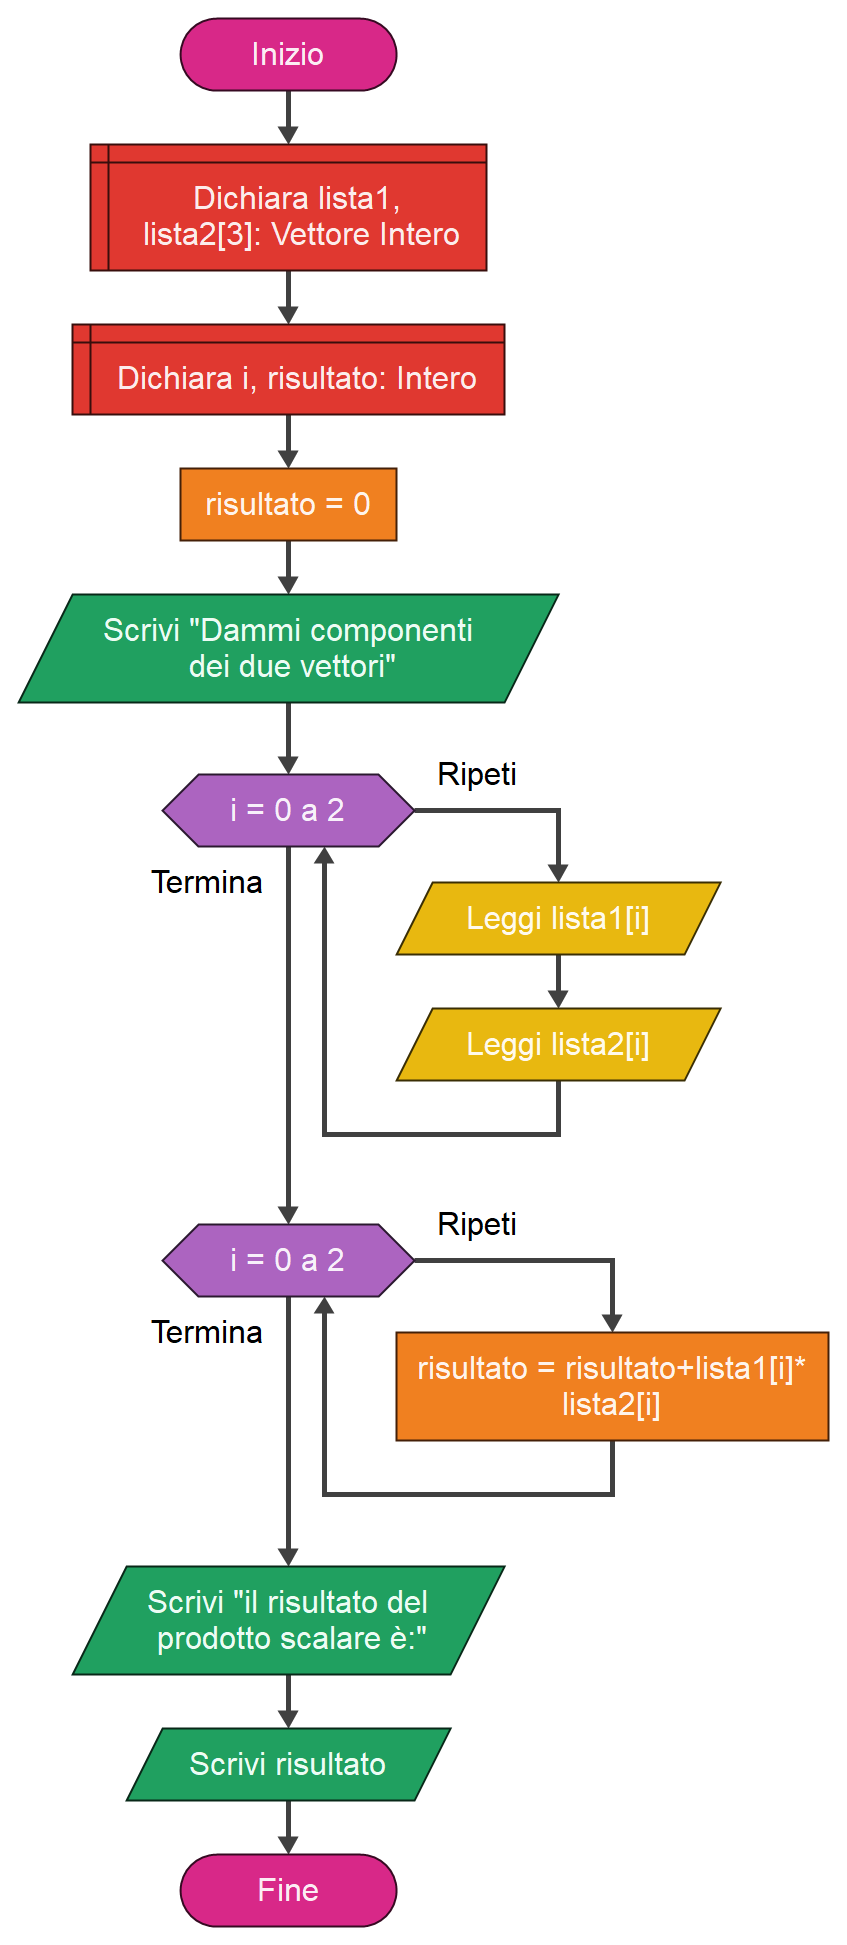 Inizio
Dichiara lista1,
lista2[3]: Vettore Intero
Dichiara i, risultato: Intero
risultato = 0
Scrivi "Dammi componenti
dei due vettori"
i = 0 a 2
Ripeti
Termina
Leggi lista1[i]
Leggi lista2[i]
i = 0 a 2
Ripeti
Termina
risultato = risultato+lista1[i]*
lista2[i]
Scrivi "il risultato del
prodotto scalare è:"
Scrivi risultato
Fine